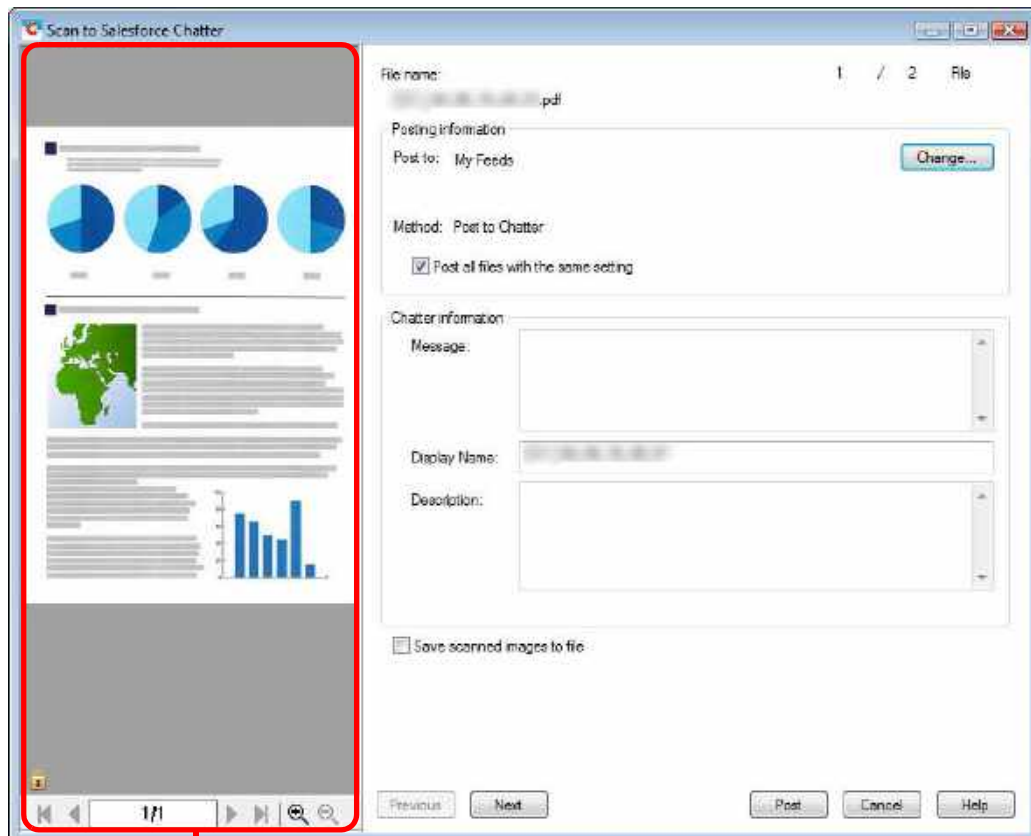 Scan to Salesforce Chatter
File name: 1 / 2 File
.pdf
Posting information
Post to: My Feeds Change...
Method: Post to Chatter
Post all files with the same setting
Chatter information
Message:
Display Name:
Description:
Save scanned images to file
1/1
Previous Next Post Cancel Help